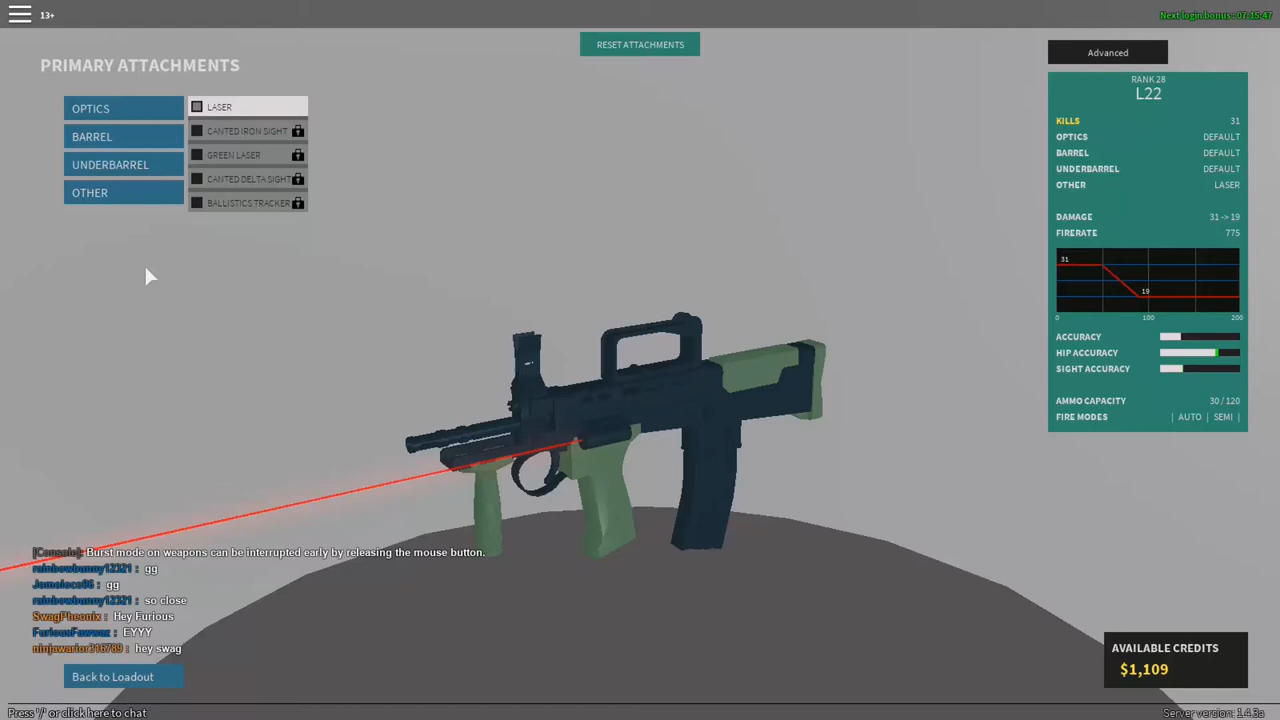 13+
Next login bonus: 07:15:47
RESET ATTACHMENTS
PRIMARY ATTACHMENTS
OPTICS
BARREL
UNDERBARREL
OTHER
LASER
CANTED IRON SIGHT
GREEN LASER
CANTED DELTA SIGHT
BALLISTICS TRACKER
Advanced
RANK 28
L22
KILLS 31
OPTICS DEFAULT
BARREL DEFAULT
UNDERBARREL DEFAULT
OTHER LASER
DAMAGE 31 -> 19
FIRERATE 775
31
19
0 100 200
ACCURACY
HIP ACCURACY
SIGHT ACCURACY
AMMO CAPACITY 30 / 120
FIRE MODES | AUTO | SEMI |
[Console]: Burst mode on weapons can be interrupted early by releasing the mouse button.
rainbowbunny12321 : gg
gg
rainbowbunny12321 : so close
SwagPheonix : Hey Furious
FuriousFawwaz : EYYY
ninjawarior316789 : hey swag
Back to Loadout
AVAILABLE CREDITS
$1,109
Press '/' or click here to chat
Server version: 1.4.3a